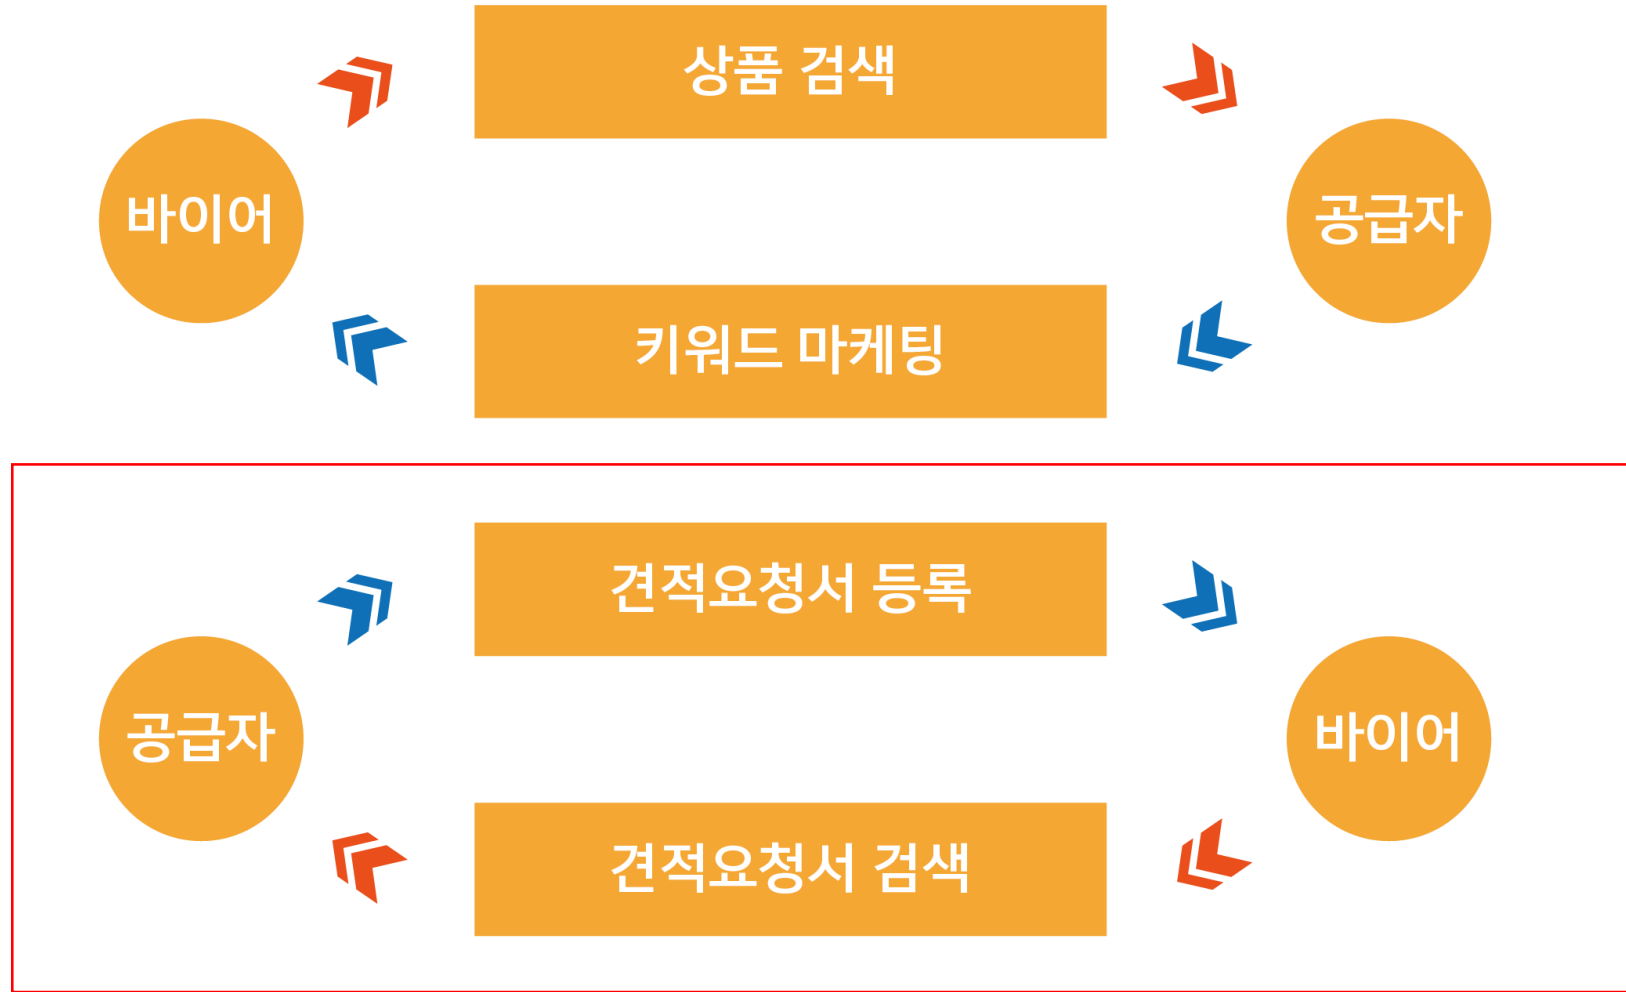 상품 검색
바이어
공급자
키워드 마케팅
견적요청서 등록
공급자
바이어
견적요청서 검색